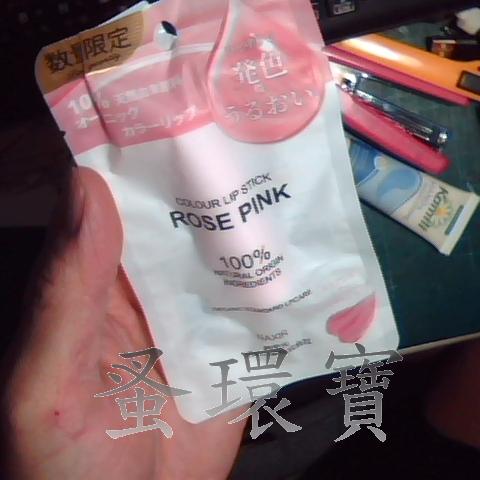 数量限定
発色
うるおい
オーガニック
カラーリップ
COLOUR LIP STICK
ROSE PINK
100%
NATURAL ORIGIN
INGREDIENTS
Kamill
蚤環寶